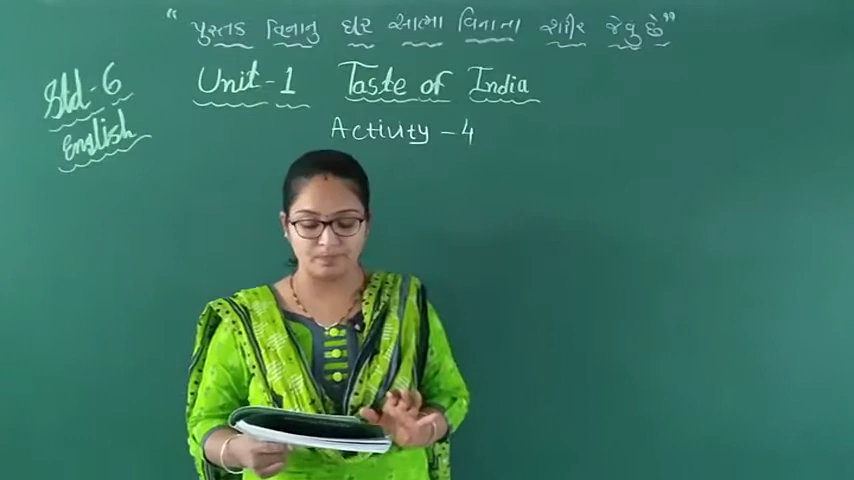 "પુસ્તક વિનાનુ ઘર આત્મા વિનાના શરીર જેવુ છે"
Std-6
English
Unit-1 Taste of India
Activity-4